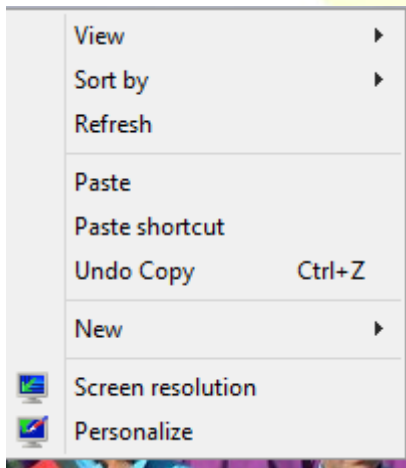 View
Sort by
Refresh
Paste
Paste shortcut
Undo Copy Ctrl+Z
New
Screen resolution
Personalize